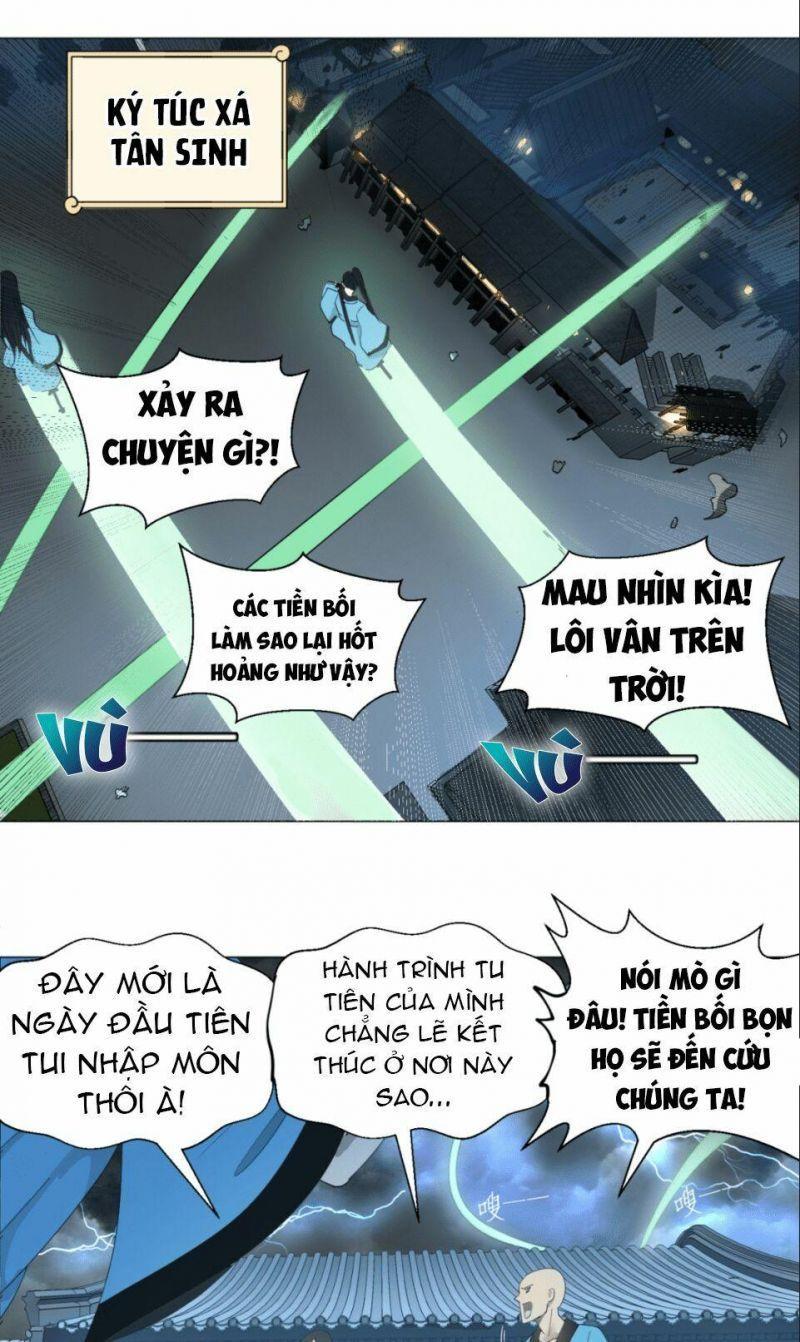 KÝ TÚC XÁ
TÂN SINH
XẢY RA
CHUYỆN GÌ?!
CÁC TIỀN BỐI
LÀM SAO LẠI HỐT
HOẢNG NHƯ VẬY?
MAU NHÌN KÌA!
LÔI VÂN TRÊN
TRỜI!
VÙ
VÙ
ĐÂY MỚI LÀ
NGÀY ĐẦU TIÊN
TUI NHẬP MÔN
THÔI À!
HÀNH TRÌNH TU
TIÊN CỦA MÌNH
CHẲNG LẼ KẾT
THÚC Ở NƠI NÀY
SAO...
NÓI MÒ GÌ
ĐÂU! TIỀN BỐI BỌN
HỌ SẼ ĐẾN CỨU
CHÚNG TA!
嗖
嗖